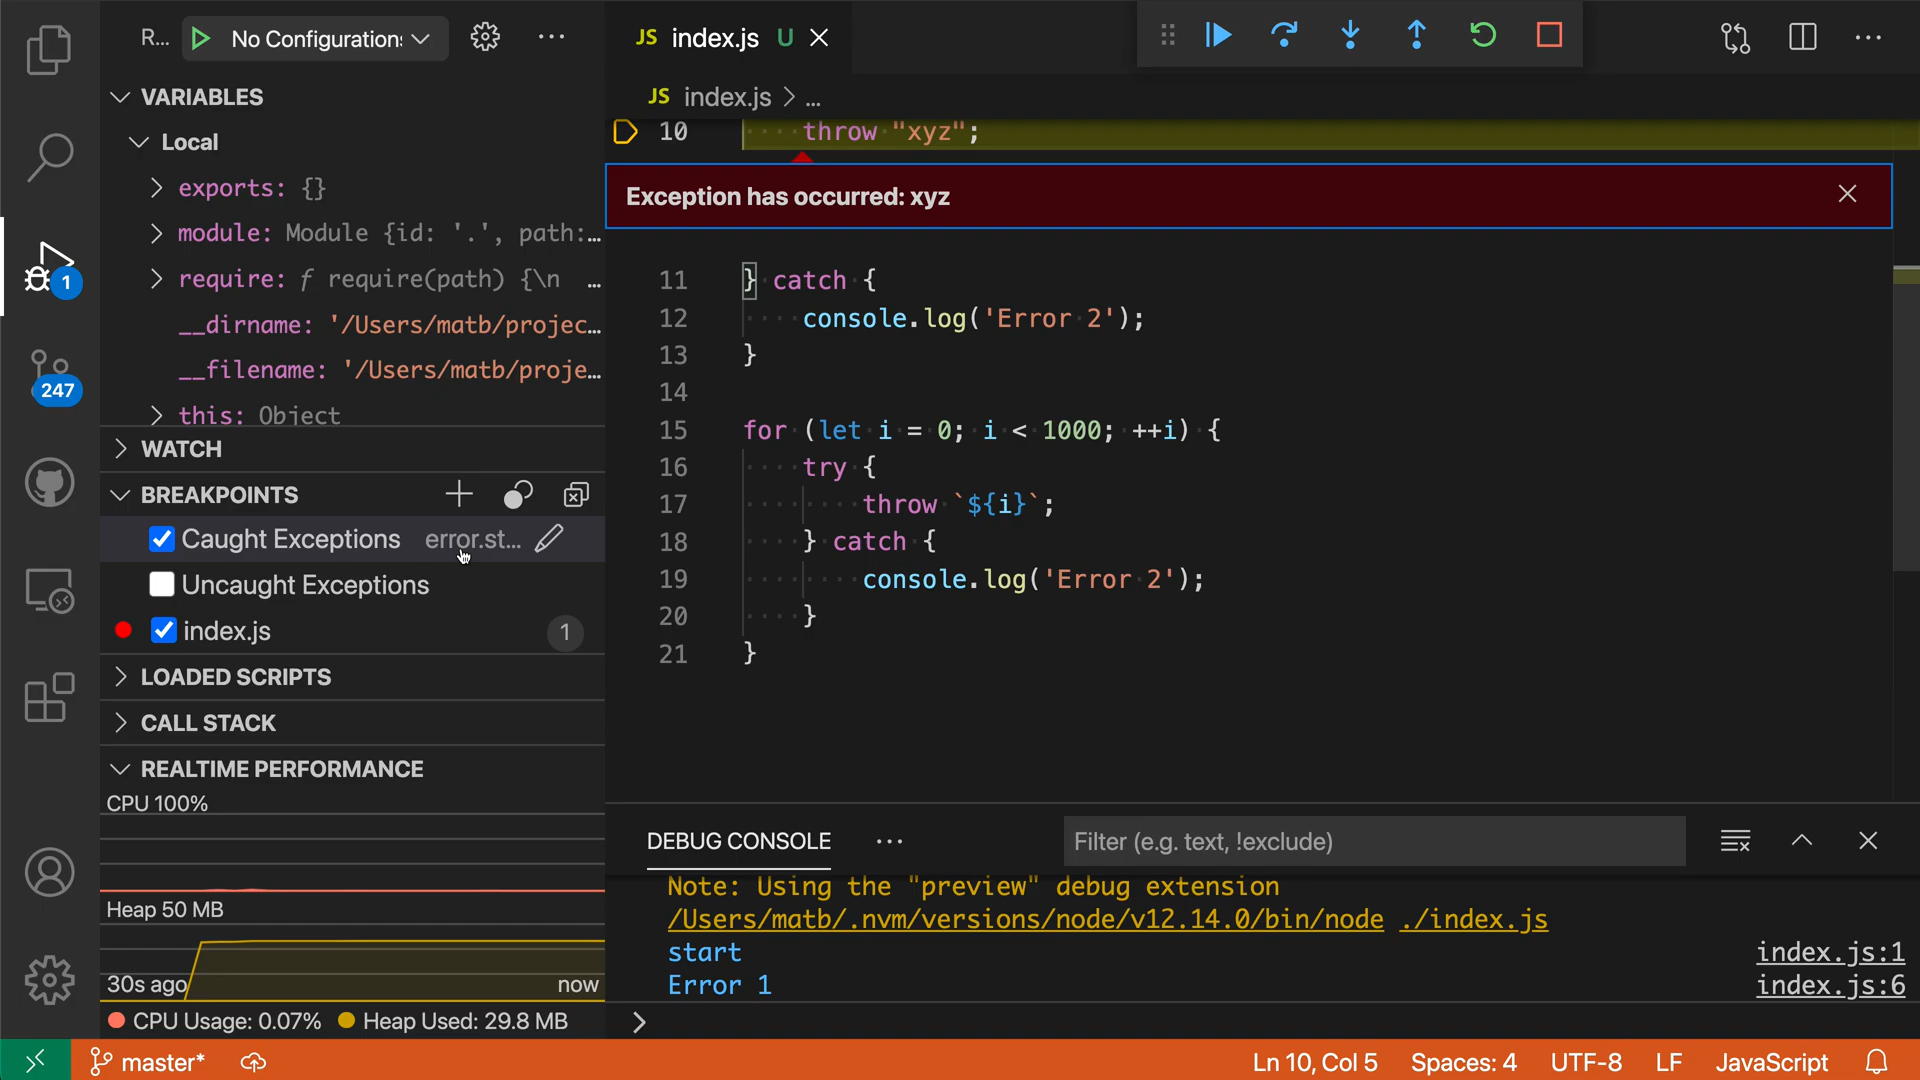 R... No Configurations
VARIABLES
Local
exports: {}
module: Module {id: '.', path:…
require: ƒ require(path) {\n …
__dirname: '/Users/matb/projec…
__filename: '/Users/matb/proje…
this: Object
WATCH
BREAKPOINTS
Caught Exceptions error.st...
Uncaught Exceptions
index.js 1
LOADED SCRIPTS
CALL STACK
REALTIME PERFORMANCE
CPU 100%
Heap 50 MB
30s ago now
CPU Usage: 0.07% Heap Used: 29.8 MB
1
247
JS index.js U
JS index.js > ...
10 throw "xyz";
Exception has occurred: xyz
11 } catch {
12 console.log('Error 2');
13 }
14
15 for (let i = 0; i < 1000; ++i) {
16 try {
17 throw `${i}`;
18 } catch {
19 console.log('Error 2');
20 }
21 }
DEBUG CONSOLE Filter (e.g. text, !exclude)
Note: Using the "preview" debug extension
/Users/matb/.nvm/versions/node/v12.14.0/bin/node ./index.js
start index.js:1
Error 1 index.js:6
master* Ln 10, Col 5 Spaces: 4 UTF-8 LF JavaScript